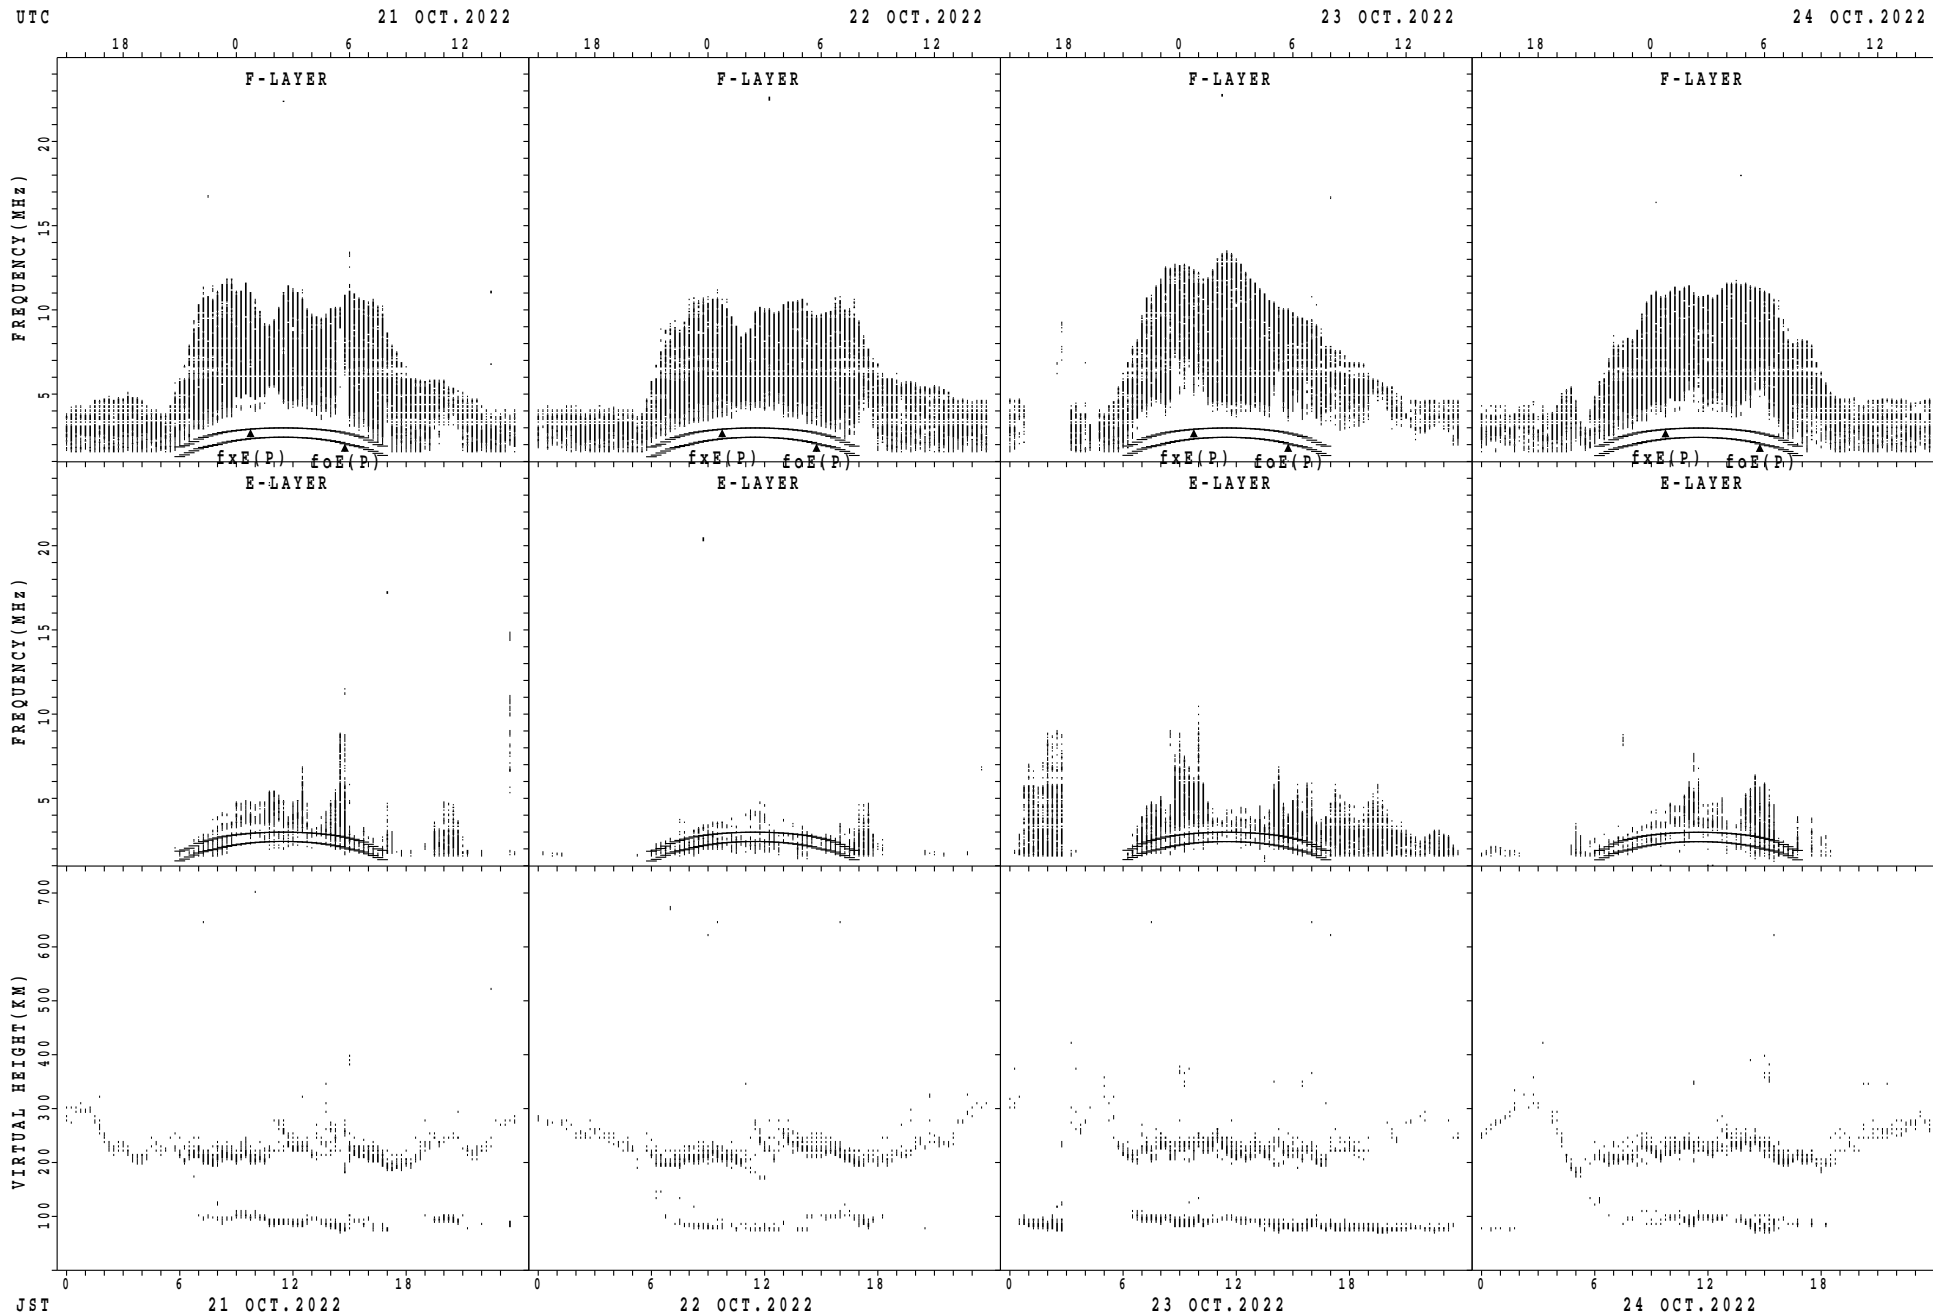 UTC 21 OCT.2022 22 OCT.2022 23 OCT.2022 24 OCT.2022
18 0 6 12 18 0 6 12 18 0 6 12 18 0 6 12
F-LAYER F-LAYER F-LAYER F-LAYER
FREQUENCY(MHz)
20
15
10
5
fxE(P) foE(P) fxE(P) foE(P) fxE(P) foE(P) fxE(P) foE(P)
E-LAYER E-LAYER E-LAYER E-LAYER
FREQUENCY(MHz)
20
15
10
5
VIRTUAL HEIGHT(KM)
700
600
500
400
300
200
100
0 6 12 18 0 6 12 18 0 6 12 18 0 6 12 18
JST 21 OCT.2022 22 OCT.2022 23 OCT.2022 24 OCT.2022